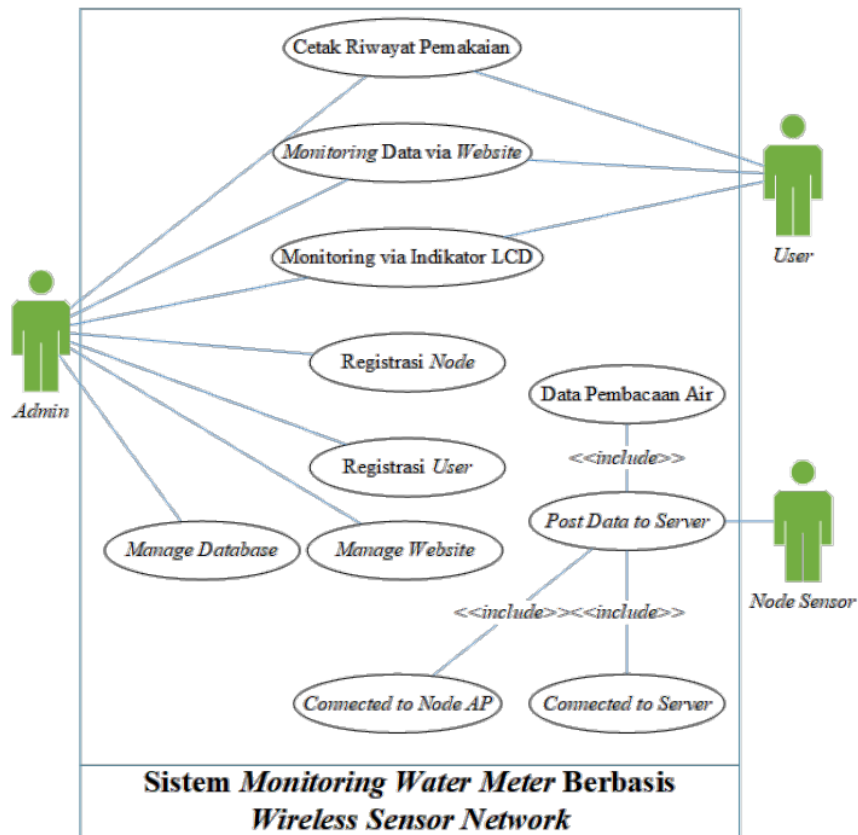 Cetak Riwayat Pemakaian
Monitoring Data via Website
User
Monitoring via Indikator LCD
Admin
Registrasi Node
Data Pembacaan Air
<<include>>
Registrasi User
Post Data to Server
Manage Database
Manage Website
Node Sensor
<<include>>
<<include>>
Connected to Node AP
Connected to Server
Sistem Monitoring Water Meter Berbasis
Wireless Sensor Network